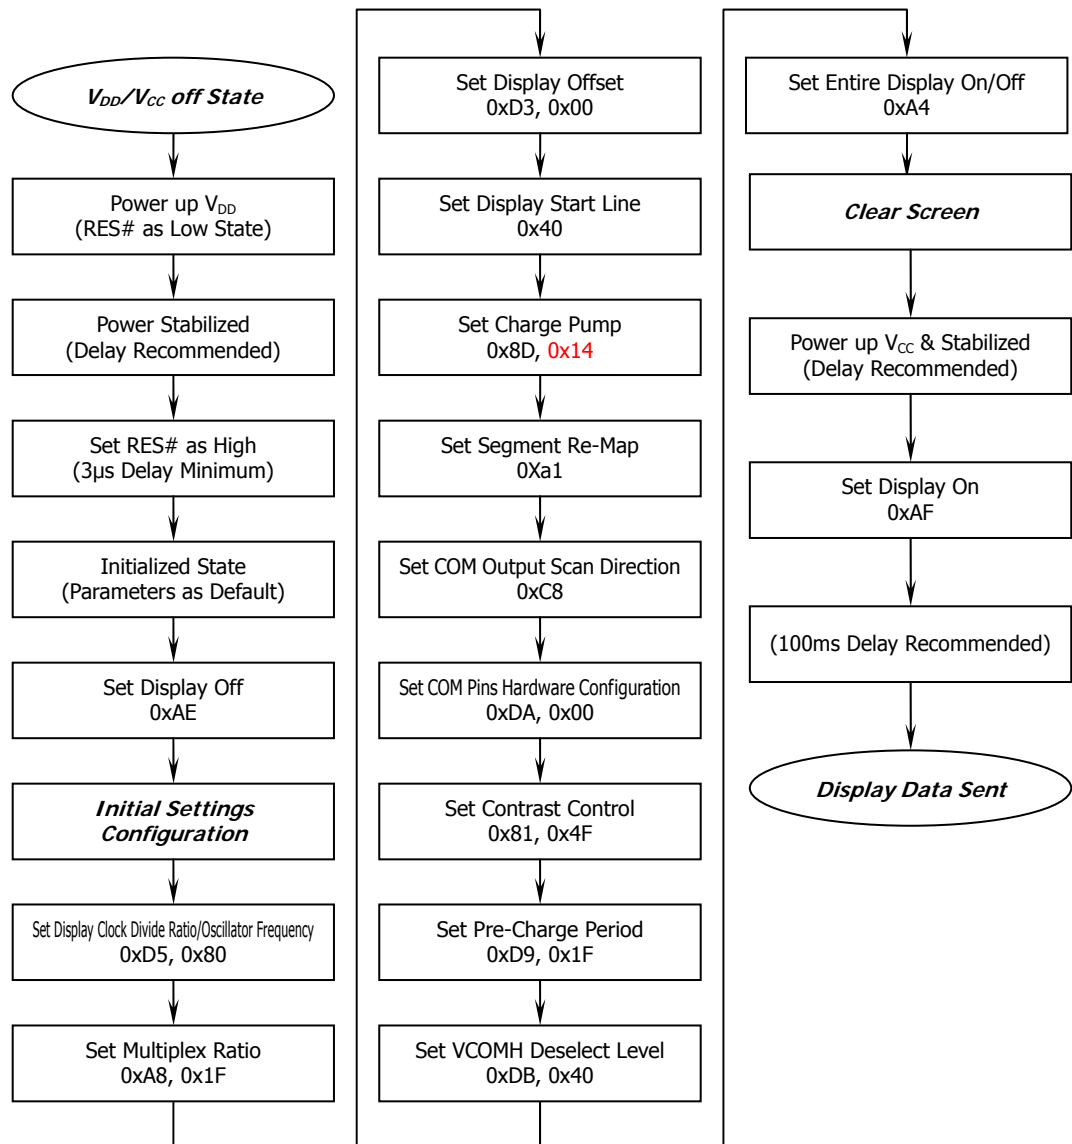 V_DD/V_CC off State
Power up V_DD
(RES# as Low State)
Power Stabilized
(Delay Recommended)
Set RES# as High
(3μs Delay Minimum)
Initialized State
(Parameters as Default)
Set Display Off
0xAE
Initial Settings
Configuration
Set Display Clock Divide Ratio/Oscillator Frequency
0xD5, 0x80
Set Multiplex Ratio
0xA8, 0x1F
Set Display Offset
0xD3, 0x00
Set Display Start Line
0x40
Set Charge Pump
0x8D, 0x14
Set Segment Re-Map
0Xa1
Set COM Output Scan Direction
0xC8
Set COM Pins Hardware Configuration
0xDA, 0x00
Set Contrast Control
0x81, 0x4F
Set Pre-Charge Period
0xD9, 0x1F
Set VCOMH Deselect Level
0xDB, 0x40
Set Entire Display On/Off
0xA4
Clear Screen
Power up V_CC & Stabilized
(Delay Recommended)
Set Display On
0xAF
(100ms Delay Recommended)
Display Data Sent